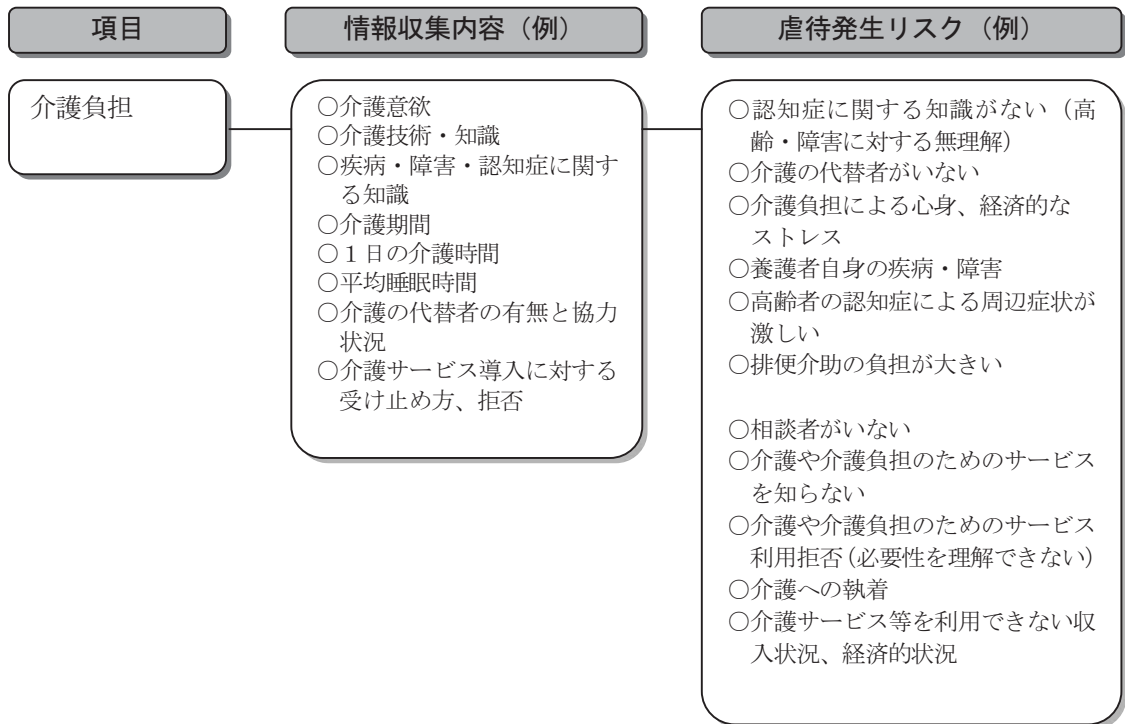 項目
情報収集内容（例）
虐待発生リスク（例）
介護負担
○介護意欲
○介護技術・知識
○疾病・障害・認知症に関す
る知識
○介護期間
○１日の介護時間
○平均睡眠時間
○介護の代替者の有無と協力
状況
○介護サービス導入に対する
受け止め方、拒否
○認知症に関する知識がない（高
齢・障害に対する無理解）
○介護の代替者がいない
○介護負担による心身、経済的な
ストレス
○養護者自身の疾病・障害
○高齢者の認知症による周辺症状が
激しい
○排便介助の負担が大きい
○相談者がいない
○介護や介護負担のためのサービス
を知らない
○介護や介護負担のためのサービス
利用拒否（必要性を理解できない）
○介護への執着
○介護サービス等を利用できない収
入状況、経済的状況